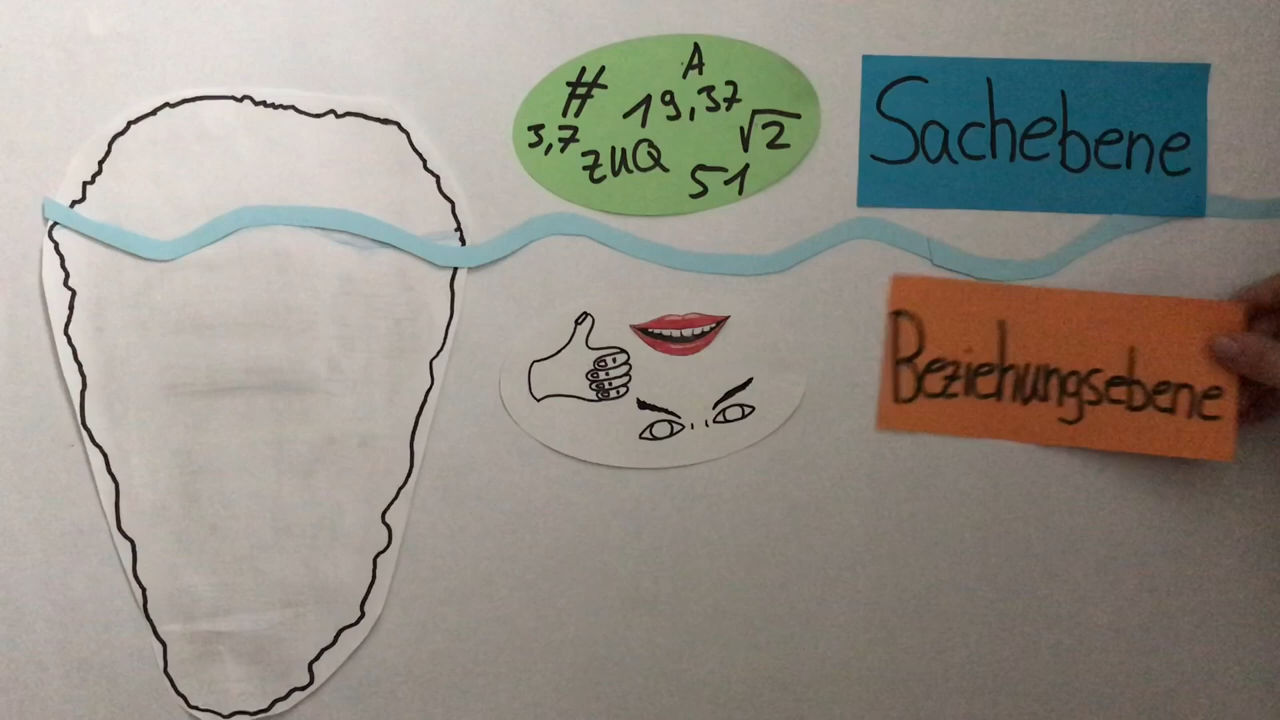 A
# 19,37
3,7 √2
ZUQ 51
Sachebene
Beziehungsebene